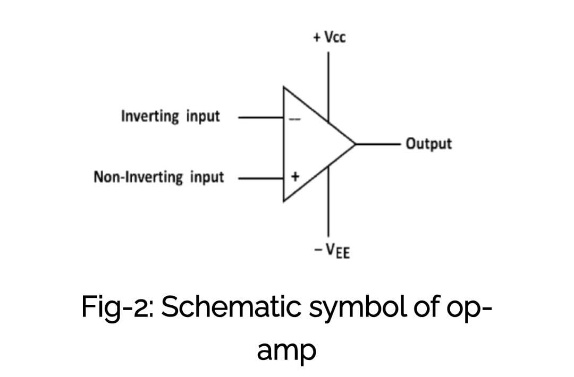 + Vcc
Inverting input
−
Output
Non-Inverting input
+
− VEE
Fig-2: Schematic symbol of op-
amp